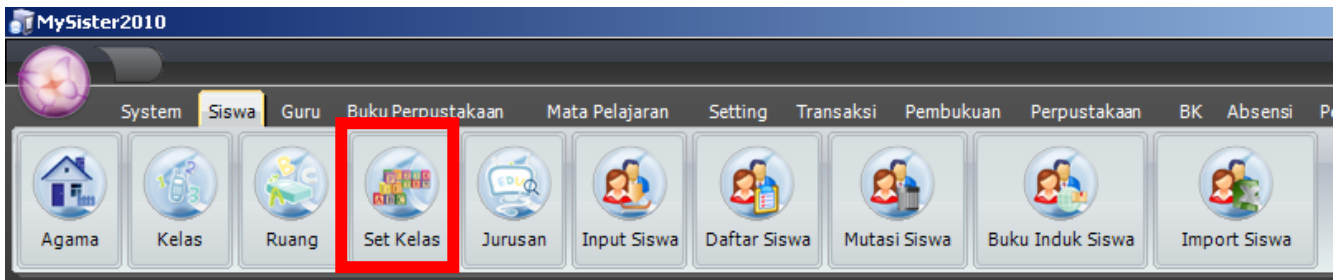 MySister2010
System Siswa Guru Buku Perpustakaan Mata Pelajaran Setting Transaksi Pembukuan Perpustakaan BK Absensi
Agama Kelas Ruang Set Kelas Jurusan Input Siswa Daftar Siswa Mutasi Siswa Buku Induk Siswa Import Siswa